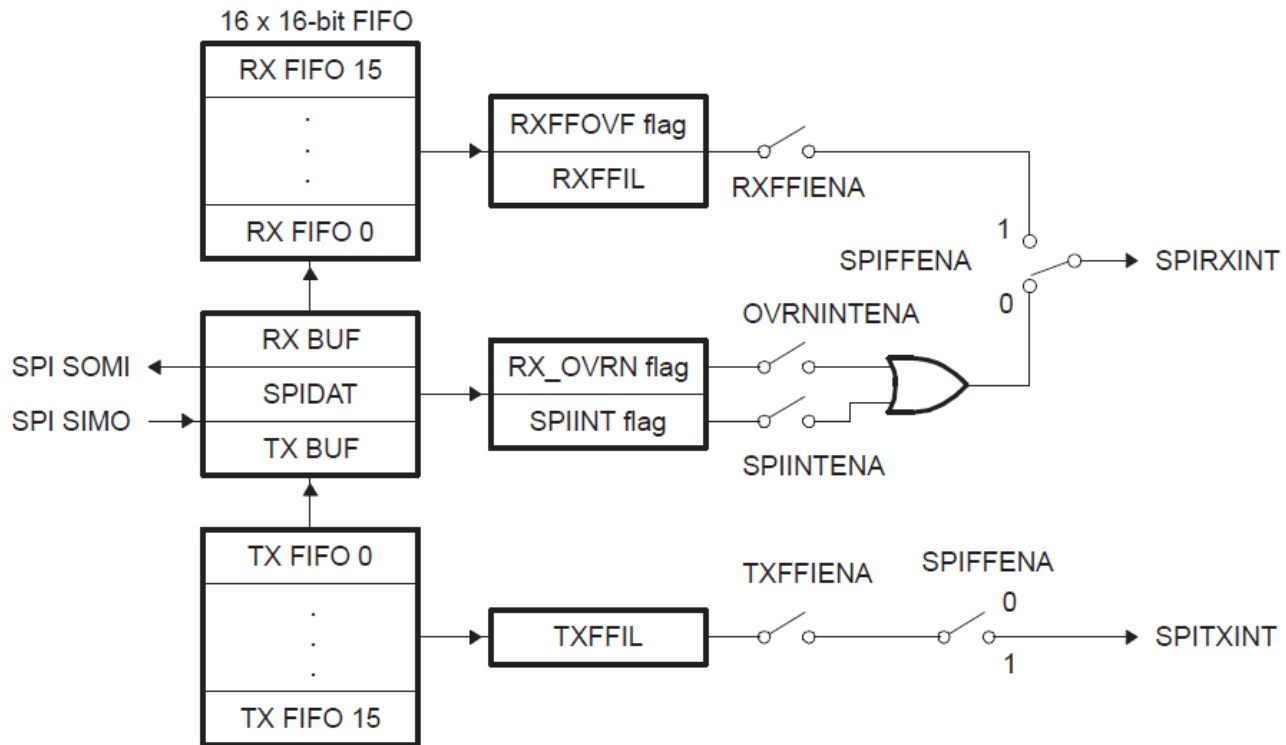 16 x 16-bit FIFO
RX FIFO 15
.
.
.
RX FIFO 0
RXFFOVF flag
RXFFIL
RXFFIENA
1
SPIFFENA
0
SPIRXINT
RX BUF
SPIDAT
TX BUF
SPI SOMI
SPI SIMO
RX_OVRN flag
SPIINT flag
OVRNINTENA
SPIINTENA
TX FIFO 0
.
.
.
TX FIFO 15
TXFFIL
TXFFIENA
SPIFFENA
0
1
SPITXINT